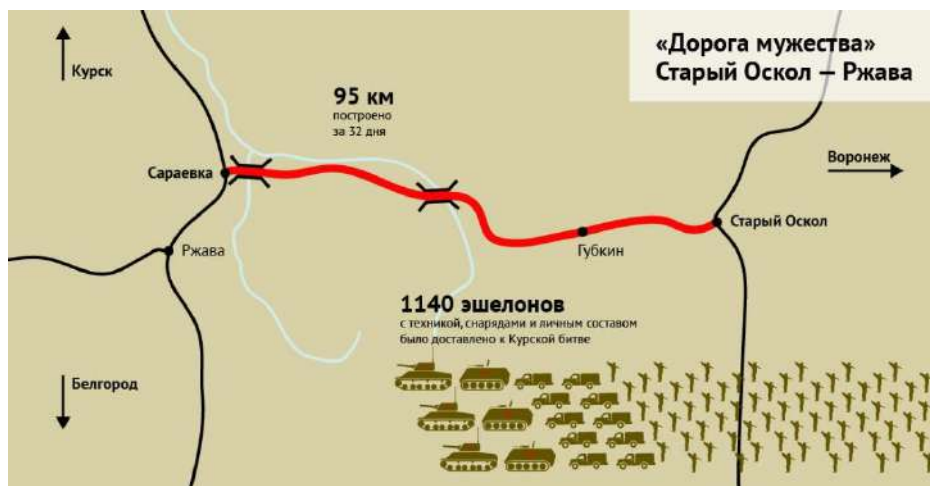 «Дорога мужества»
Старый Оскол — Ржава
Курск
95 км
построено
за 32 дня
Воронеж
Сараевка
Старый Оскол
Ржава
Губкин
1140 эшелонов
с техникой, снарядами и личным составом
было доставлено к Курской битве
Белгород